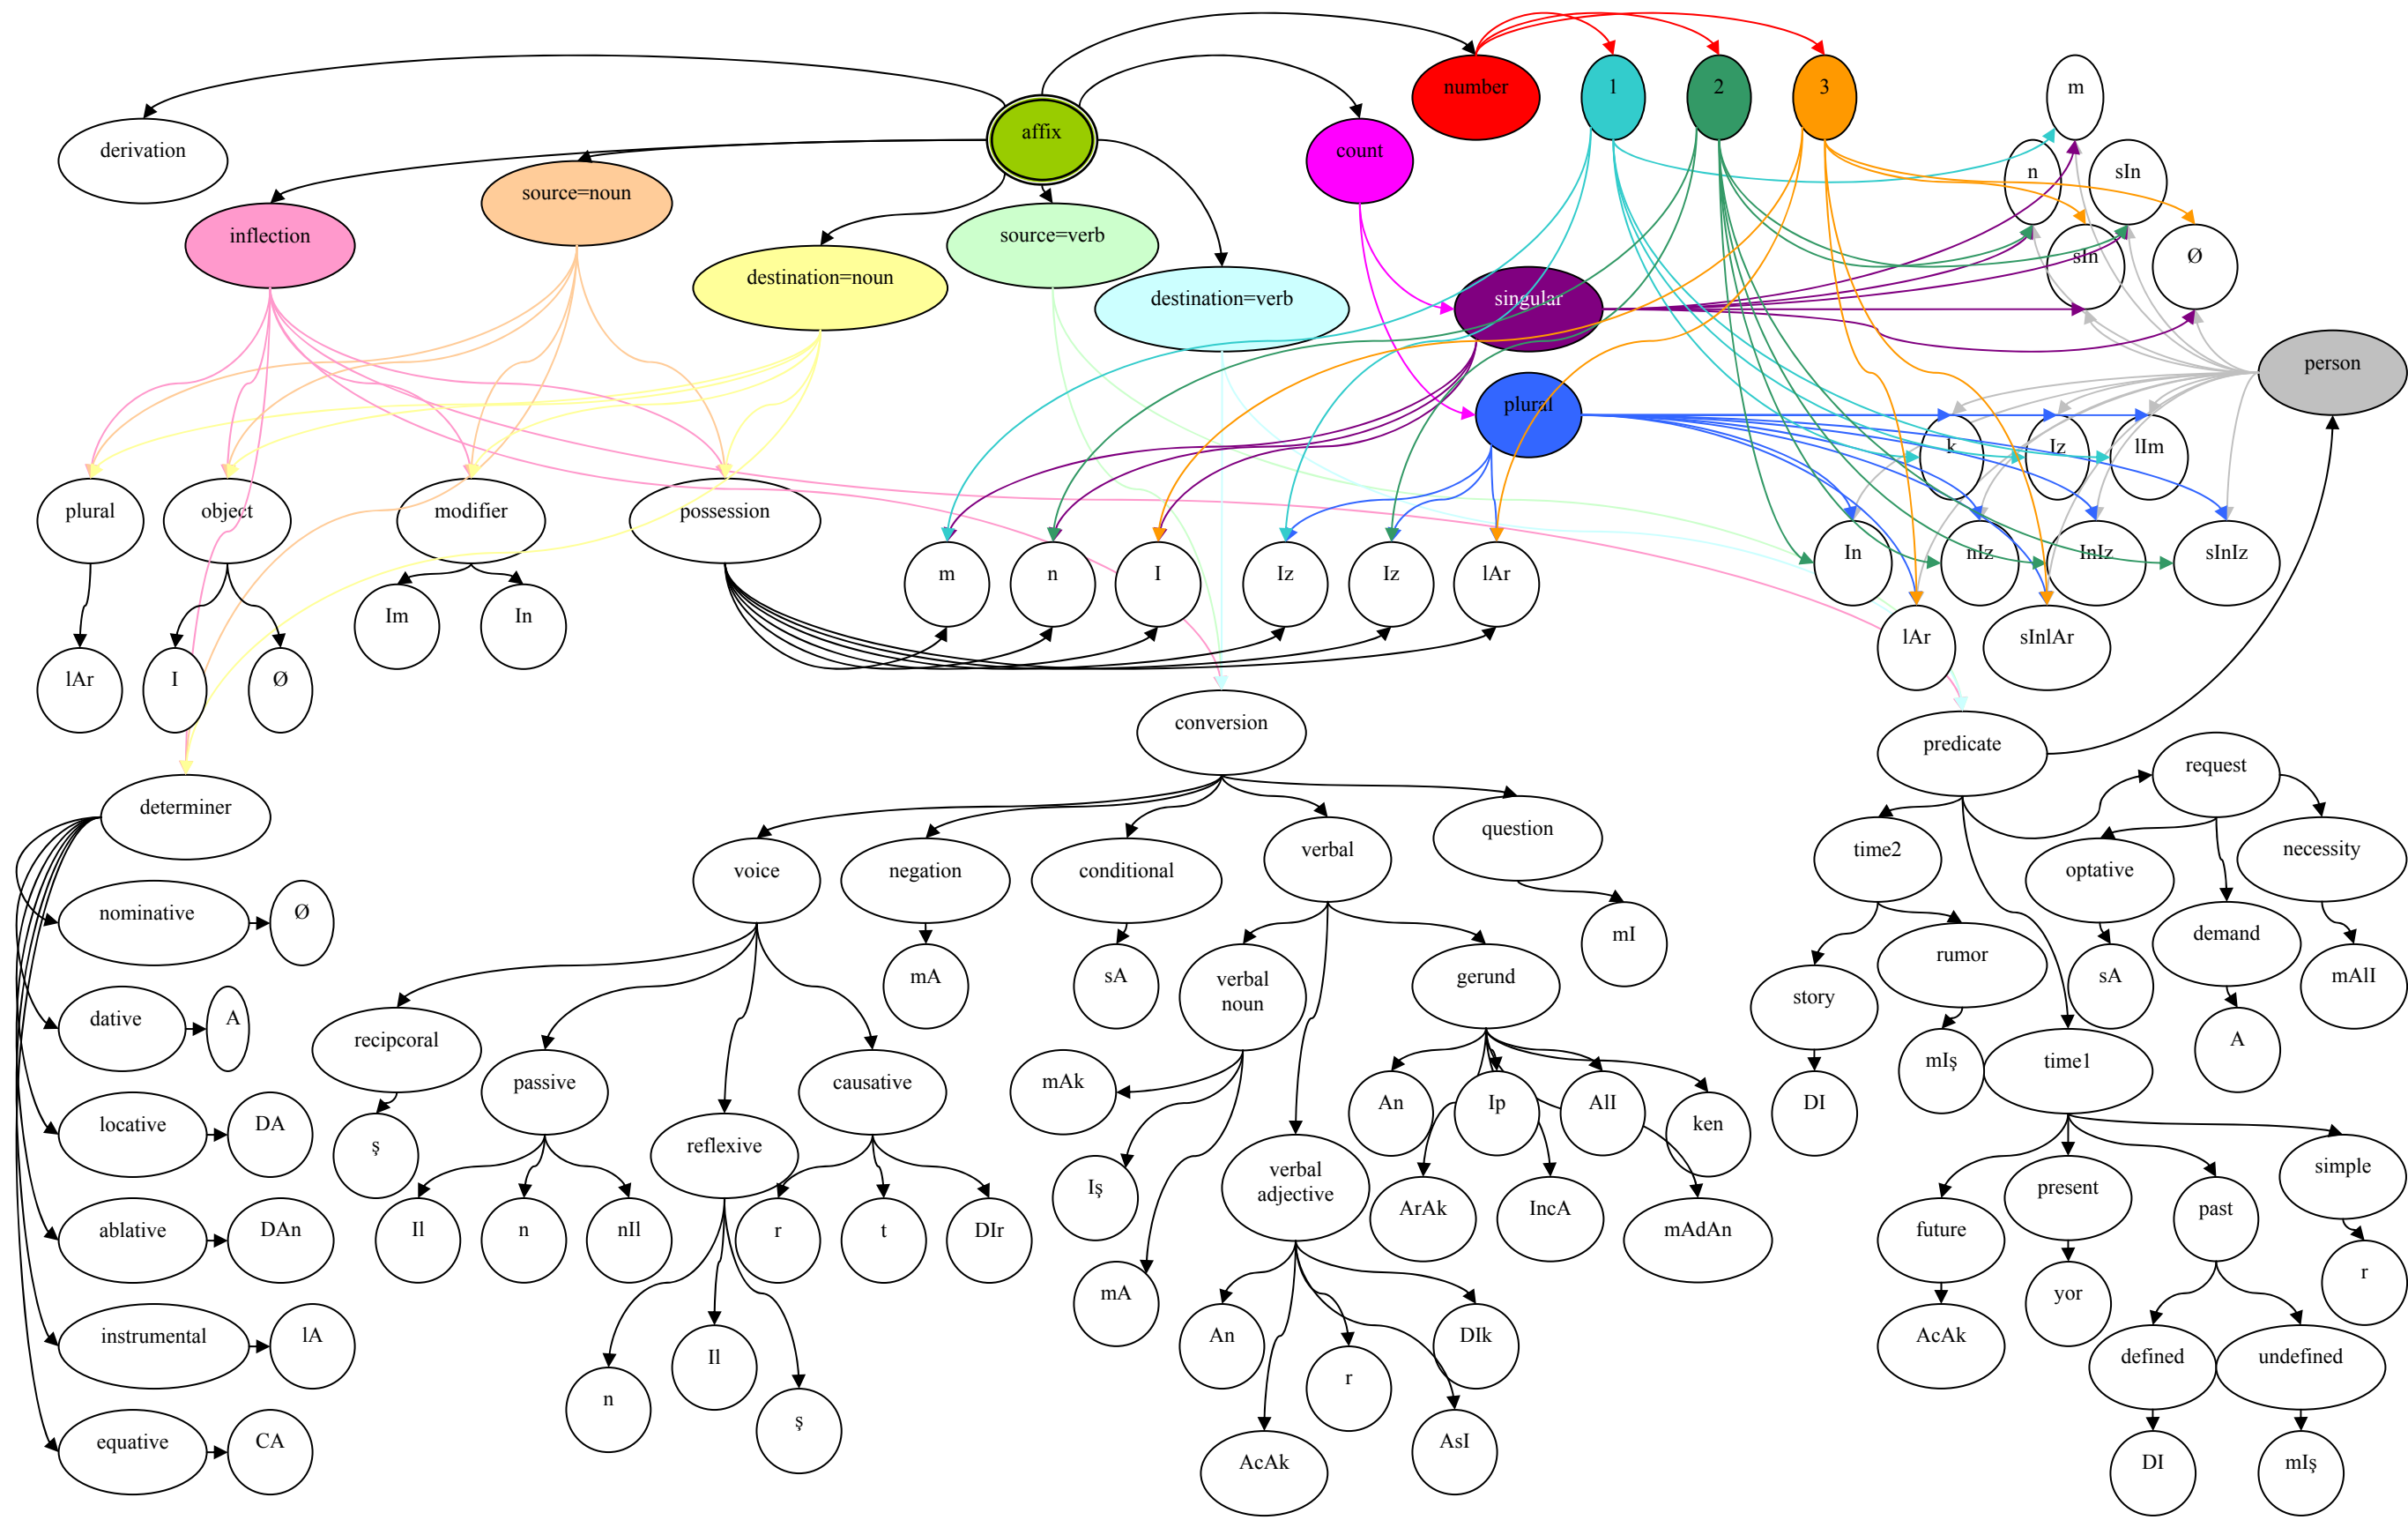 number
1
2
3
m
affix
derivation
count
n
sIn
source=noun
inflection
source=verb
destination=noun
sIn
Ø
destination=verb
singular
person
plural
k
Iz
lIm
plural
object
modifier
possession
m
n
I
Iz
Iz
lAr
In
nIz
InIz
sInIz
Im
In
lAr
sInlAr
lAr
I
Ø
conversion
predicate
request
determiner
question
voice
negation
conditional
verbal
time2
optative
necessity
nominative
Ø
mI
demand
mA
sA
verbal
noun
gerund
rumor
sA
mAlI
story
dative
A
recipcoral
passive
causative
mAk
An
Ip
AlI
ken
DI
mIş
time1
A
locative
DA
ş
reflexive
Iş
verbal
adjective
ArAk
IncA
mAdAn
present
past
simple
ablative
DAn
Il
n
nIl
r
t
DIr
future
mA
yor
r
instrumental
lA
An
DIk
AcAk
n
Il
r
defined
undefined
ş
equative
CA
AcAk
AsI
DI
mIş